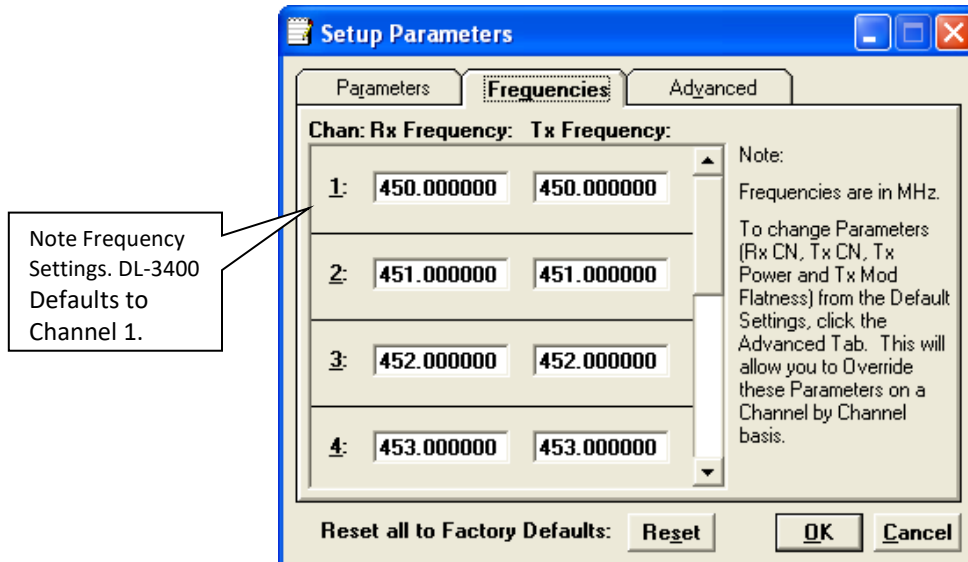 Setup Parameters
Parameters
Frequencies
Advanced
Chan: Rx Frequency: Tx Frequency:
1: 450.000000 450.000000
2: 451.000000 451.000000
3: 452.000000 452.000000
4: 453.000000 453.000000
Note:
Frequencies are in MHz.
To change Parameters
(Rx CN, Tx CN, Tx
Power and Tx Mod
Flatness) from the Default
Settings, click the
Advanced Tab. This will
allow you to Override
these Parameters on a
Channel by Channel
basis.
Note Frequency
Settings. DL-3400
Defaults to
Channel 1.
Reset all to Factory Defaults: Reset
OK
Cancel